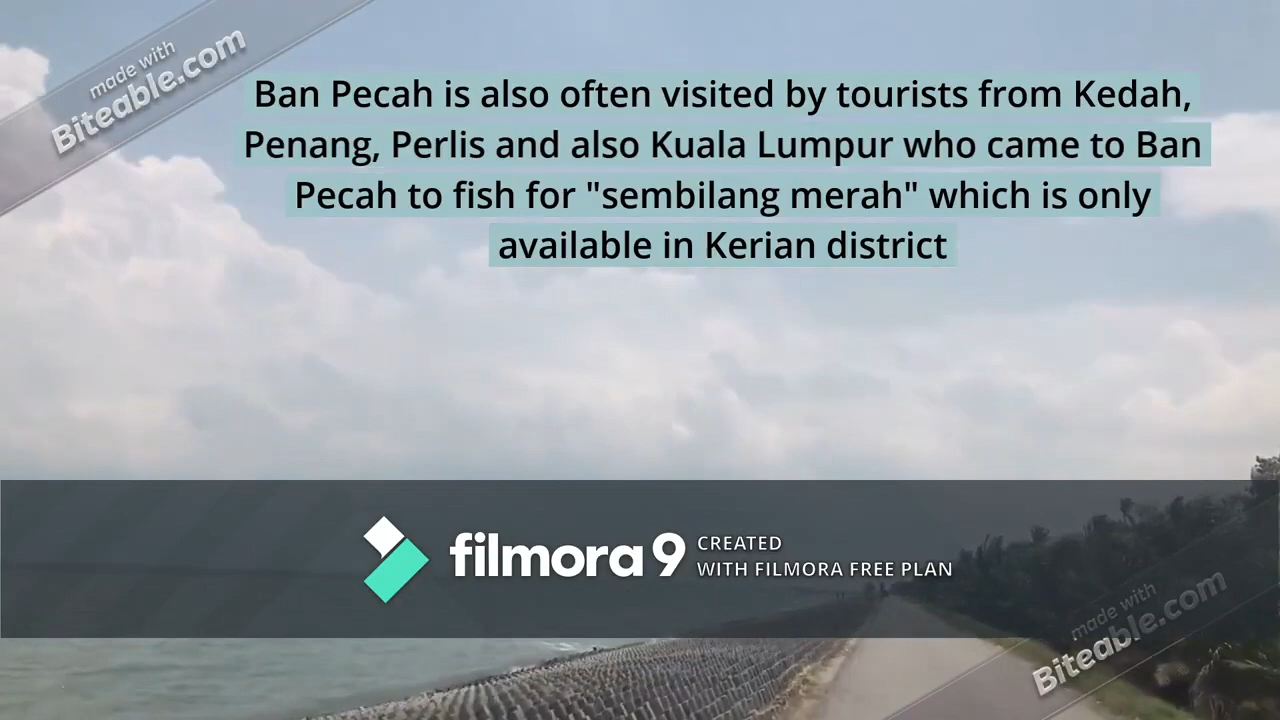 made with
Biteable.com
Ban Pecah is also often visited by tourists from Kedah,
Penang, Perlis and also Kuala Lumpur who came to Ban
Pecah to fish for "sembilang merah" which is only
available in Kerian district
filmora 9
CREATED
WITH FILMORA FREE PLAN
made with
Biteable.com